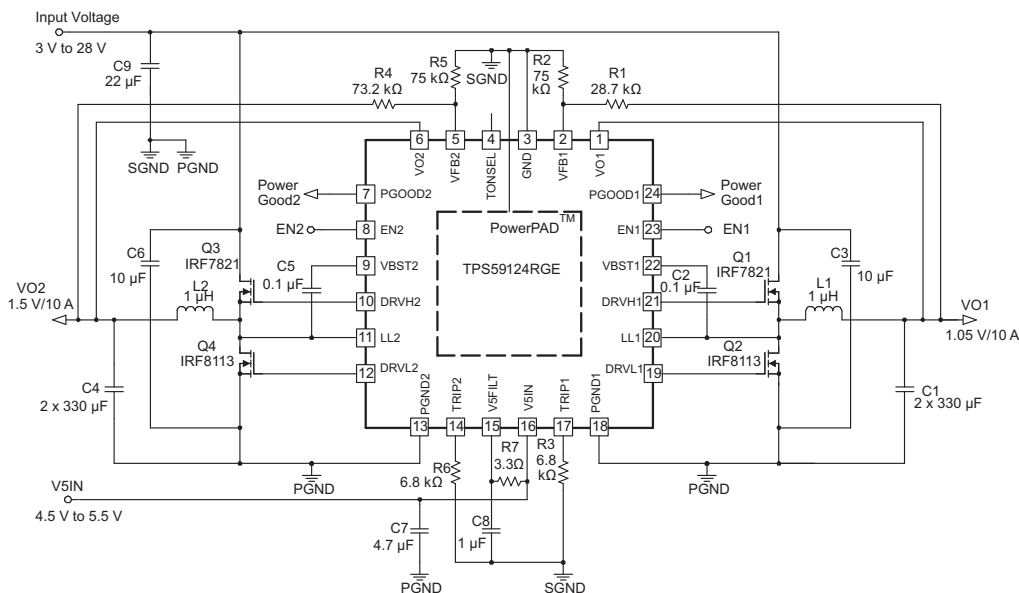 Input Voltage
3 V to 28 V
C9
22 µF
SGND
PGND
R4
73.2 kΩ
R5
75 kΩ
SGND
R2
75
kΩ
R1
28.7 kΩ
6
5
4
3
2
1
VO2
VFB2
TONSEL
GND
VFB1
VO1
Power
Good2
7
PGOOD2
PGOOD1
24
Power
Good1
EN2
8
EN2
EN1
23
EN1
PowerPAD™
TPS59124RGE
C6
10 µF
Q3
IRF7821
C5
0.1 µF
9
VBST2
VBST1
22
C2
0.1 µF
Q1
IRF7821
C3
10 µF
10
DRVH2
DRVH1
21
VO2
1.5 V/10 A
L2
1 µH
L1
1 µH
VO1
1.05 V/10 A
11
LL2
LL1
20
Q4
IRF8113
Q2
IRF8113
12
DRVL2
DRVL1
19
C4
2 x 330 µF
C1
2 x 330 µF
PGND2
TRIP2
V5FILT
V5IN
TRIP1
PGND1
13
14
15
16
17
18
PGND
R6
6.8 kΩ
R7
3.3Ω
R3
6.8
kΩ
PGND
V5IN
4.5 V to 5.5 V
C7
4.7 µF
C8
1 µF
PGND
SGND